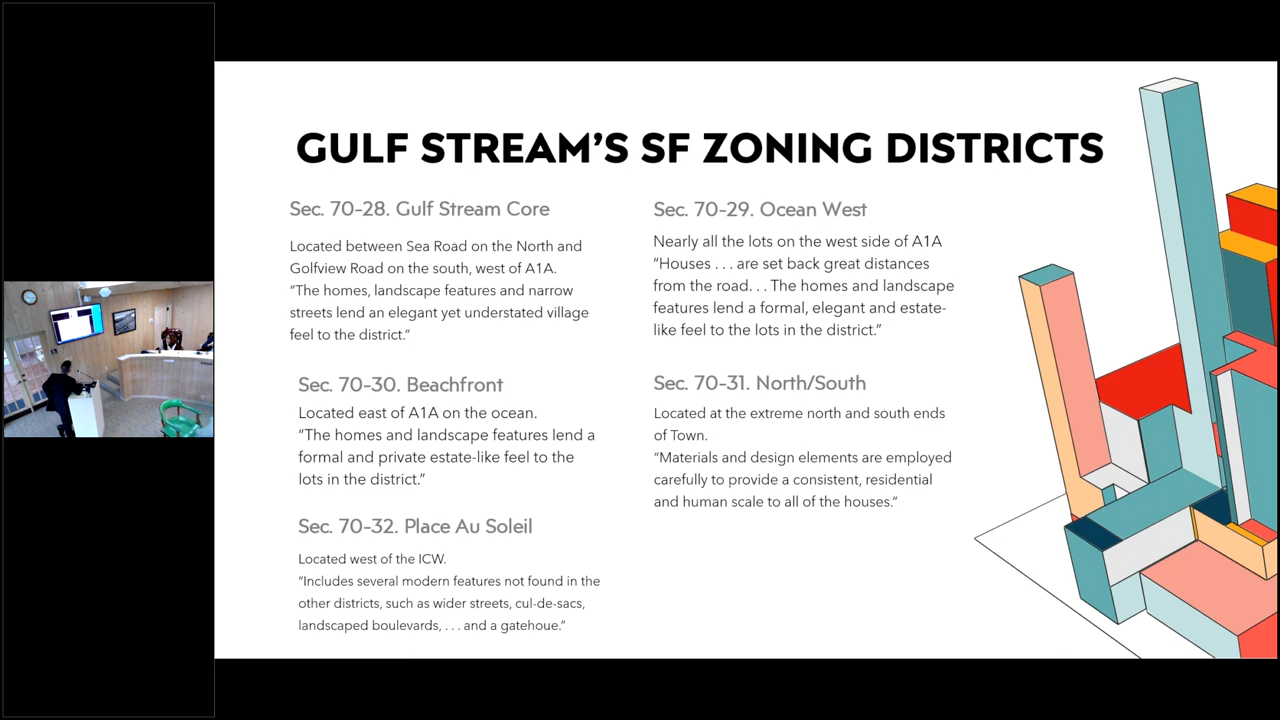 GULF STREAM'S SF ZONING DISTRICTS
Sec. 70-28. Gulf Stream Core
Located between Sea Road on the North and
Golfview Road on the south, west of A1A.
“The homes, landscape features and narrow
streets lend an elegant yet understated village
feel to the district.”
Sec. 70-29. Ocean West
Nearly all the lots on the west side of A1A
“Houses . . . are set back great distances
from the road. . . The homes and landscape
features lend a formal, elegant and estate-
like feel to the lots in the district.”
Sec. 70-30. Beachfront
Located east of A1A on the ocean.
“The homes and landscape features lend a
formal and private estate-like feel to the
lots in the district.”
Sec. 70-31. North/South
Located at the extreme north and south ends
of Town.
“Materials and design elements are employed
carefully to provide a consistent, residential
and human scale to all of the houses.”
Sec. 70-32. Place Au Soleil
Located west of the ICW.
“Includes several modern features not found in the
other districts, such as wider streets, cul-de-sacs,
landscaped boulevards, . . . and a gatehoue.”